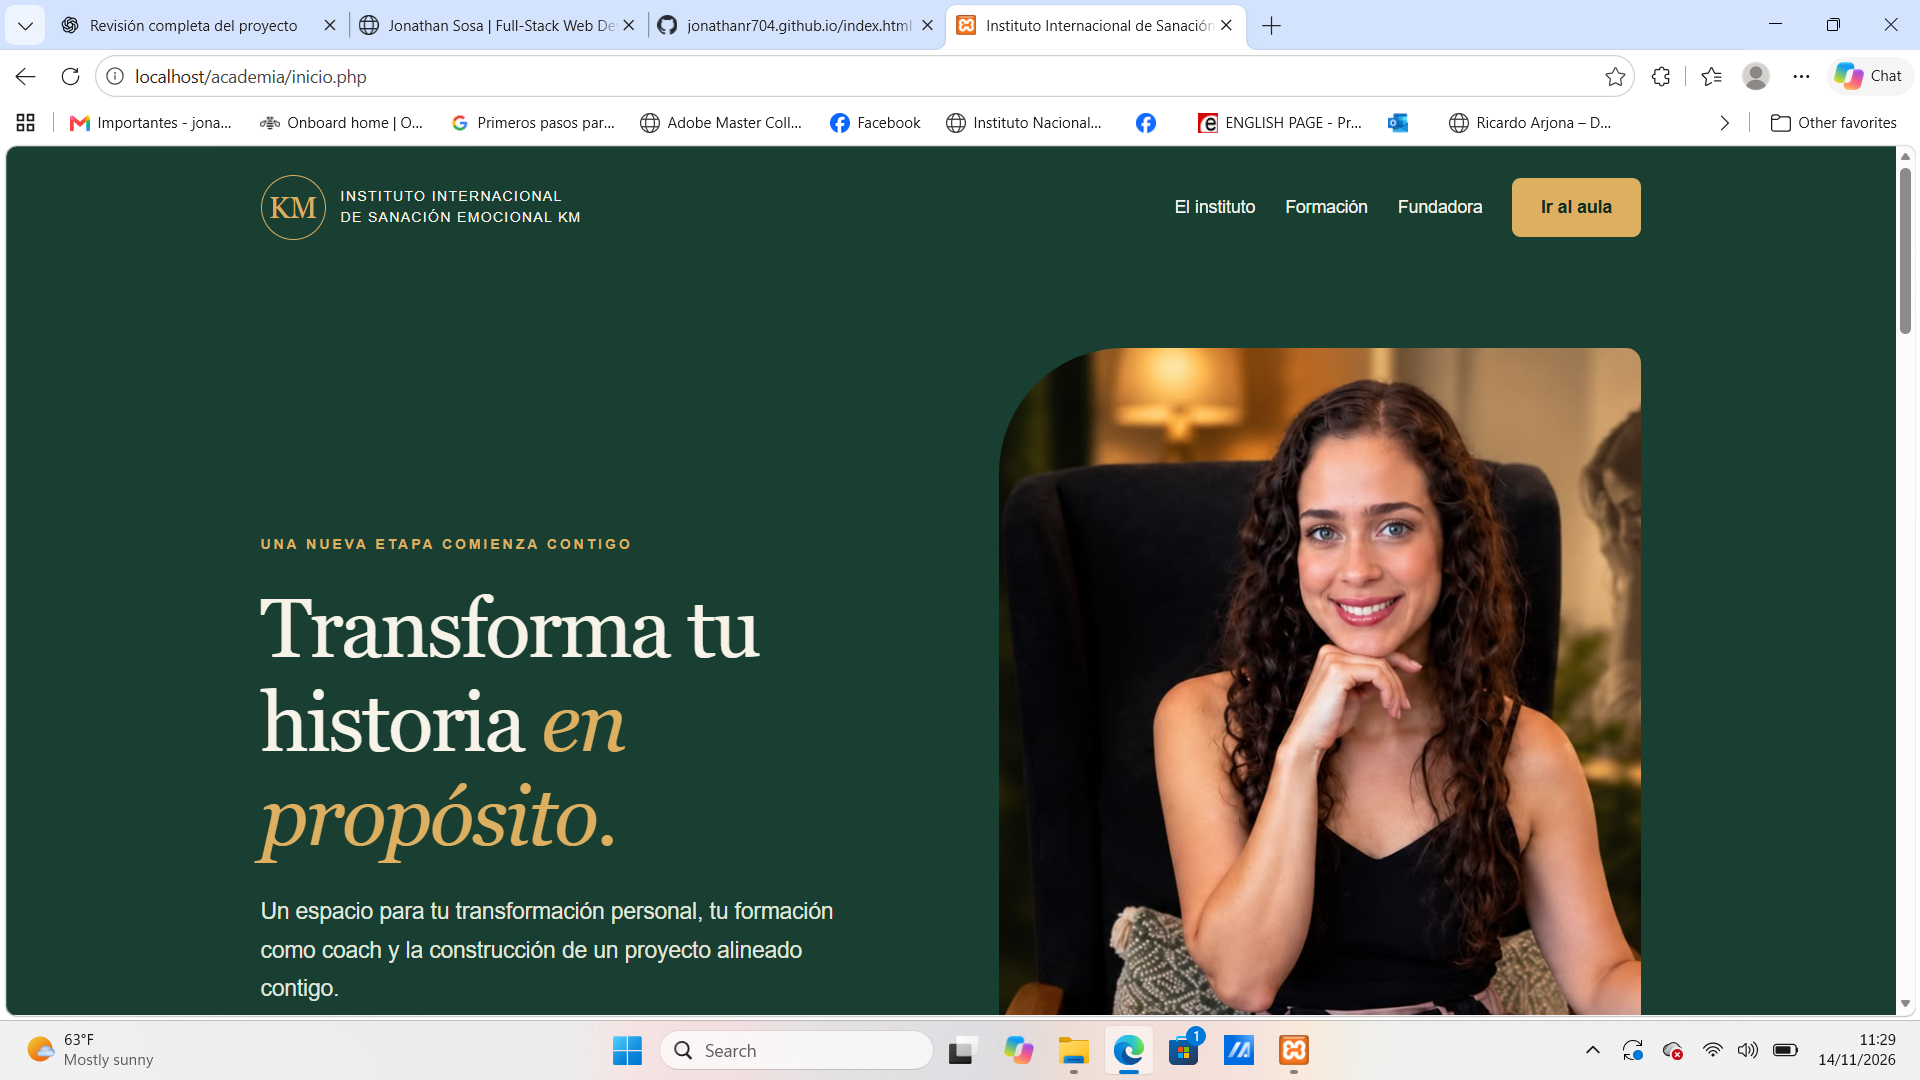 Revisión completa del proyecto
Jonathan Sosa | Full-Stack Web De
jonathanr704.github.io/index.html
Instituto Internacional de Sanación
localhost/academia/inicio.php
Chat
Importantes - jona...
Onboard home | O...
Primeros pasos par...
Adobe Master Coll...
Facebook
Instituto Nacional...
ENGLISH PAGE - Pr...
Ricardo Arjona – D...
Other favorites
KM
INSTITUTO INTERNACIONAL
DE SANACIÓN EMOCIONAL KM
El instituto
Formación
Fundadora
Ir al aula
UNA NUEVA ETAPA COMIENZA CONTIGO
Transforma tu
historia en
propósito.
Un espacio para tu transformación personal, tu formación
como coach y la construcción de un proyecto alineado
contigo.
63°F
Mostly sunny
Search
1
11:29
14/11/2026